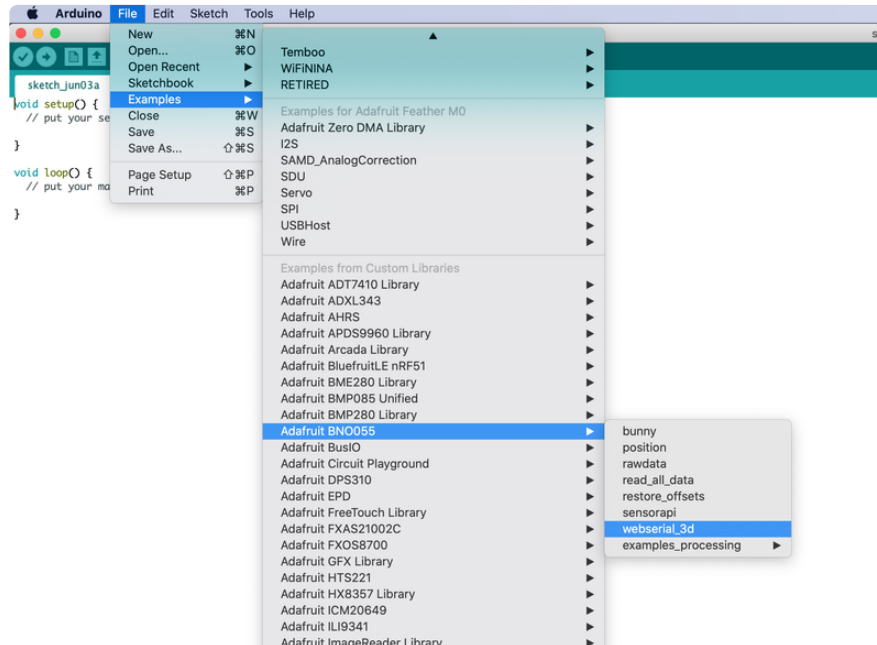 Arduino File Edit Sketch Tools Help
s
New ⌘N
Open... ⌘O
Open Recent ▶
Sketchbook ▶
Examples ▶
Close ⌘W
Save ⌘S
Save As... ⇧⌘S
Page Setup ⇧⌘P
Print ⌘P
sketch_jun03a
void setup() {
// put your se
}
void loop() {
// put your ma
}
Temboo
WiFiNINA
RETIRED
Examples for Adafruit Feather M0
Adafruit Zero DMA Library
I2S
SAMD_AnalogCorrection
SDU
Servo
SPI
USBHost
Wire
Examples from Custom Libraries
Adafruit ADT7410 Library
Adafruit ADXL343
Adafruit AHRS
Adafruit APDS9960 Library
Adafruit Arcada Library
Adafruit BluefruitLE nRF51
Adafruit BME280 Library
Adafruit BMP085 Unified
Adafruit BMP280 Library
Adafruit BNO055
Adafruit BusIO
Adafruit Circuit Playground
Adafruit DPS310
Adafruit EPD
Adafruit FreeTouch Library
Adafruit FXAS21002C
Adafruit FXOS8700
Adafruit GFX Library
Adafruit HTS221
Adafruit HX8357 Library
Adafruit ICM20649
Adafruit ILI9341
Adafruit ImageReader Library
bunny
position
rawdata
read_all_data
restore_offsets
sensorapi
webserial_3d
examples_processing